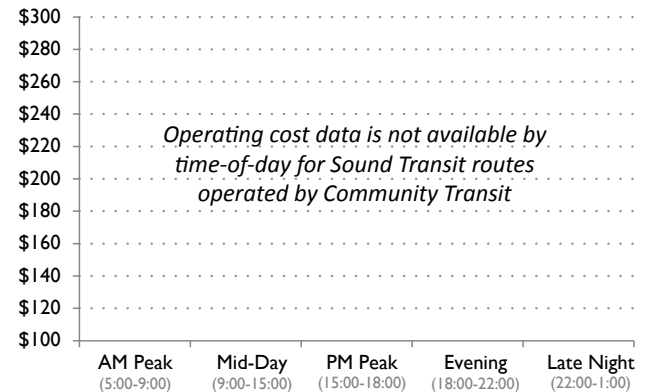 $300
$280
$260
$240
$220
$200
$180
$160
$140
$120
$100
Operating cost data is not available by
time-of-day for Sound Transit routes
operated by Community Transit
AM Peak Mid-Day PM Peak Evening Late Night
(5:00-9:00) (9:00-15:00) (15:00-18:00) (18:00-22:00) (22:00-1:00)